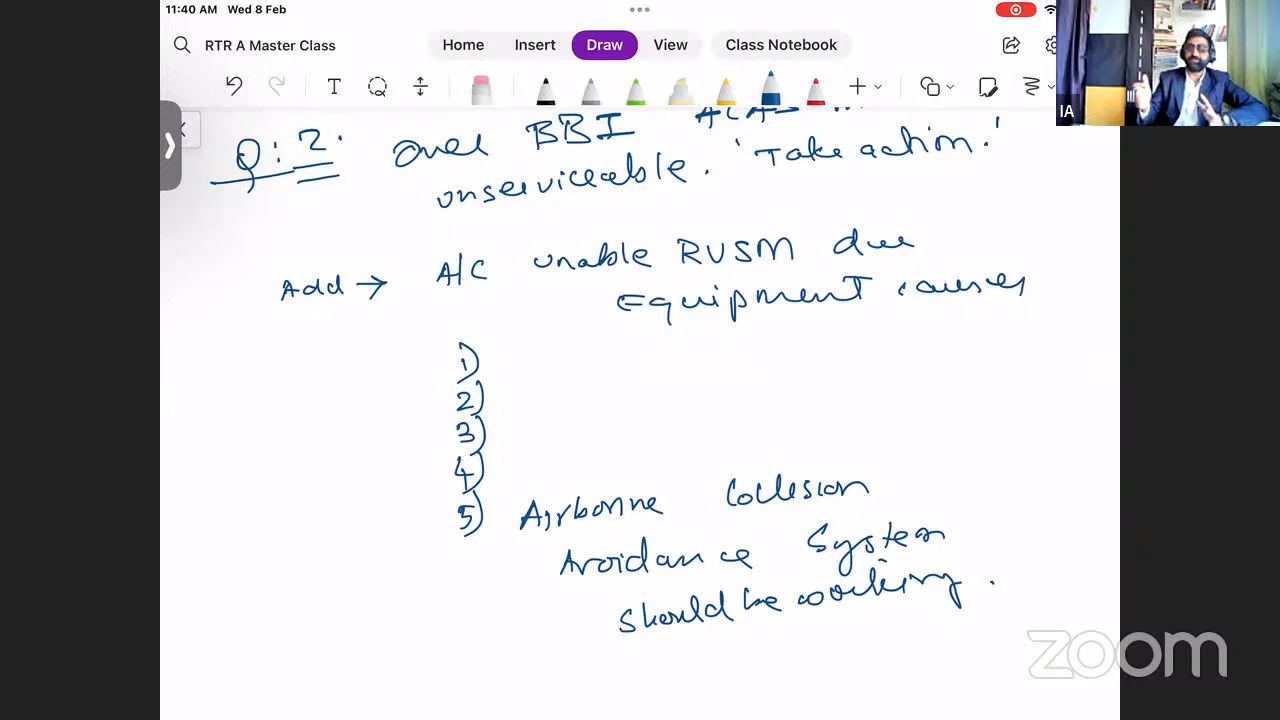 11:40 AM Wed 8 Feb
RTR A Master Class
Home Insert Draw View Class Notebook
IA
Q:2. Over BBI ACAS
unserviceable. 'Take action.'
Add → A/C unable RVSM due
Equipment causes
1)
2)
3)
4)
5) Airborne Collesion
Avoidance System
should be working.
zoom